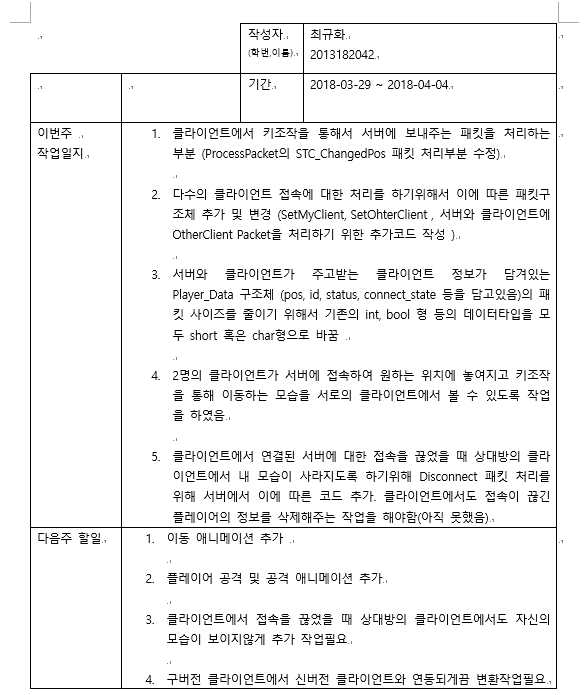 작성자
(학번,이름)
최규화
2013182042
기간
2018-03-29 ~ 2018-04-04
이번주
작업일지
1. 클라이언트에서 키조작을 통해서 서버에 보내주는 패킷을 처리하는
부분 (ProcessPacket의 STC_ChangedPos 패킷 처리부분 수정)
2. 다수의 클라이언트 접속에 대한 처리를 하기위해서 이에 따른 패킷구
조체 추가 및 변경 (SetMyClient, SetOhterClient , 서버와 클라이언트에
OtherClient Packet을 처리하기 위한 추가코드 작성 )
3. 서버와 클라이언트가 주고받는 클라이언트 정보가 담겨있는
Player_Data 구조체 (pos, id, status, connect_state 등을 담고있음)의 패
킷 사이즈를 줄이기 위해서 기존의 int, bool 형 등의 데이터타입을 모
두 short 혹은 char형으로 바꿈
4. 2명의 클라이언트가 서버에 접속하여 원하는 위치에 놓여지고 키조작
을 통해 이동하는 모습을 서로의 클라이언트에서 볼 수 있도록 작업
을 하였음
5. 클라이언트에서 연결된 서버에 대한 접속을 끊었을 때 상대방의 클라
이언트에서 내 모습이 사라지도록 하기위해 Disconnect 패킷 처리를
위해 서버에서 이에 따른 코드 추가. 클라이언트에서도 접속이 끊긴
플레이어의 정보를 삭제해주는 작업을 해야함(아직 못했음)
다음주 할일
1. 이동 애니메이션 추가
2. 플레이어 공격 및 공격 애니메이션 추가
3. 클라이언트에서 접속을 끊었을 때 상대방의 클라이언트에서도 자신의
모습이 보이지않게 추가 작업필요
4. 구버전 클라이언트에서 신버전 클라이언트와 연동되게끔 변환작업필요